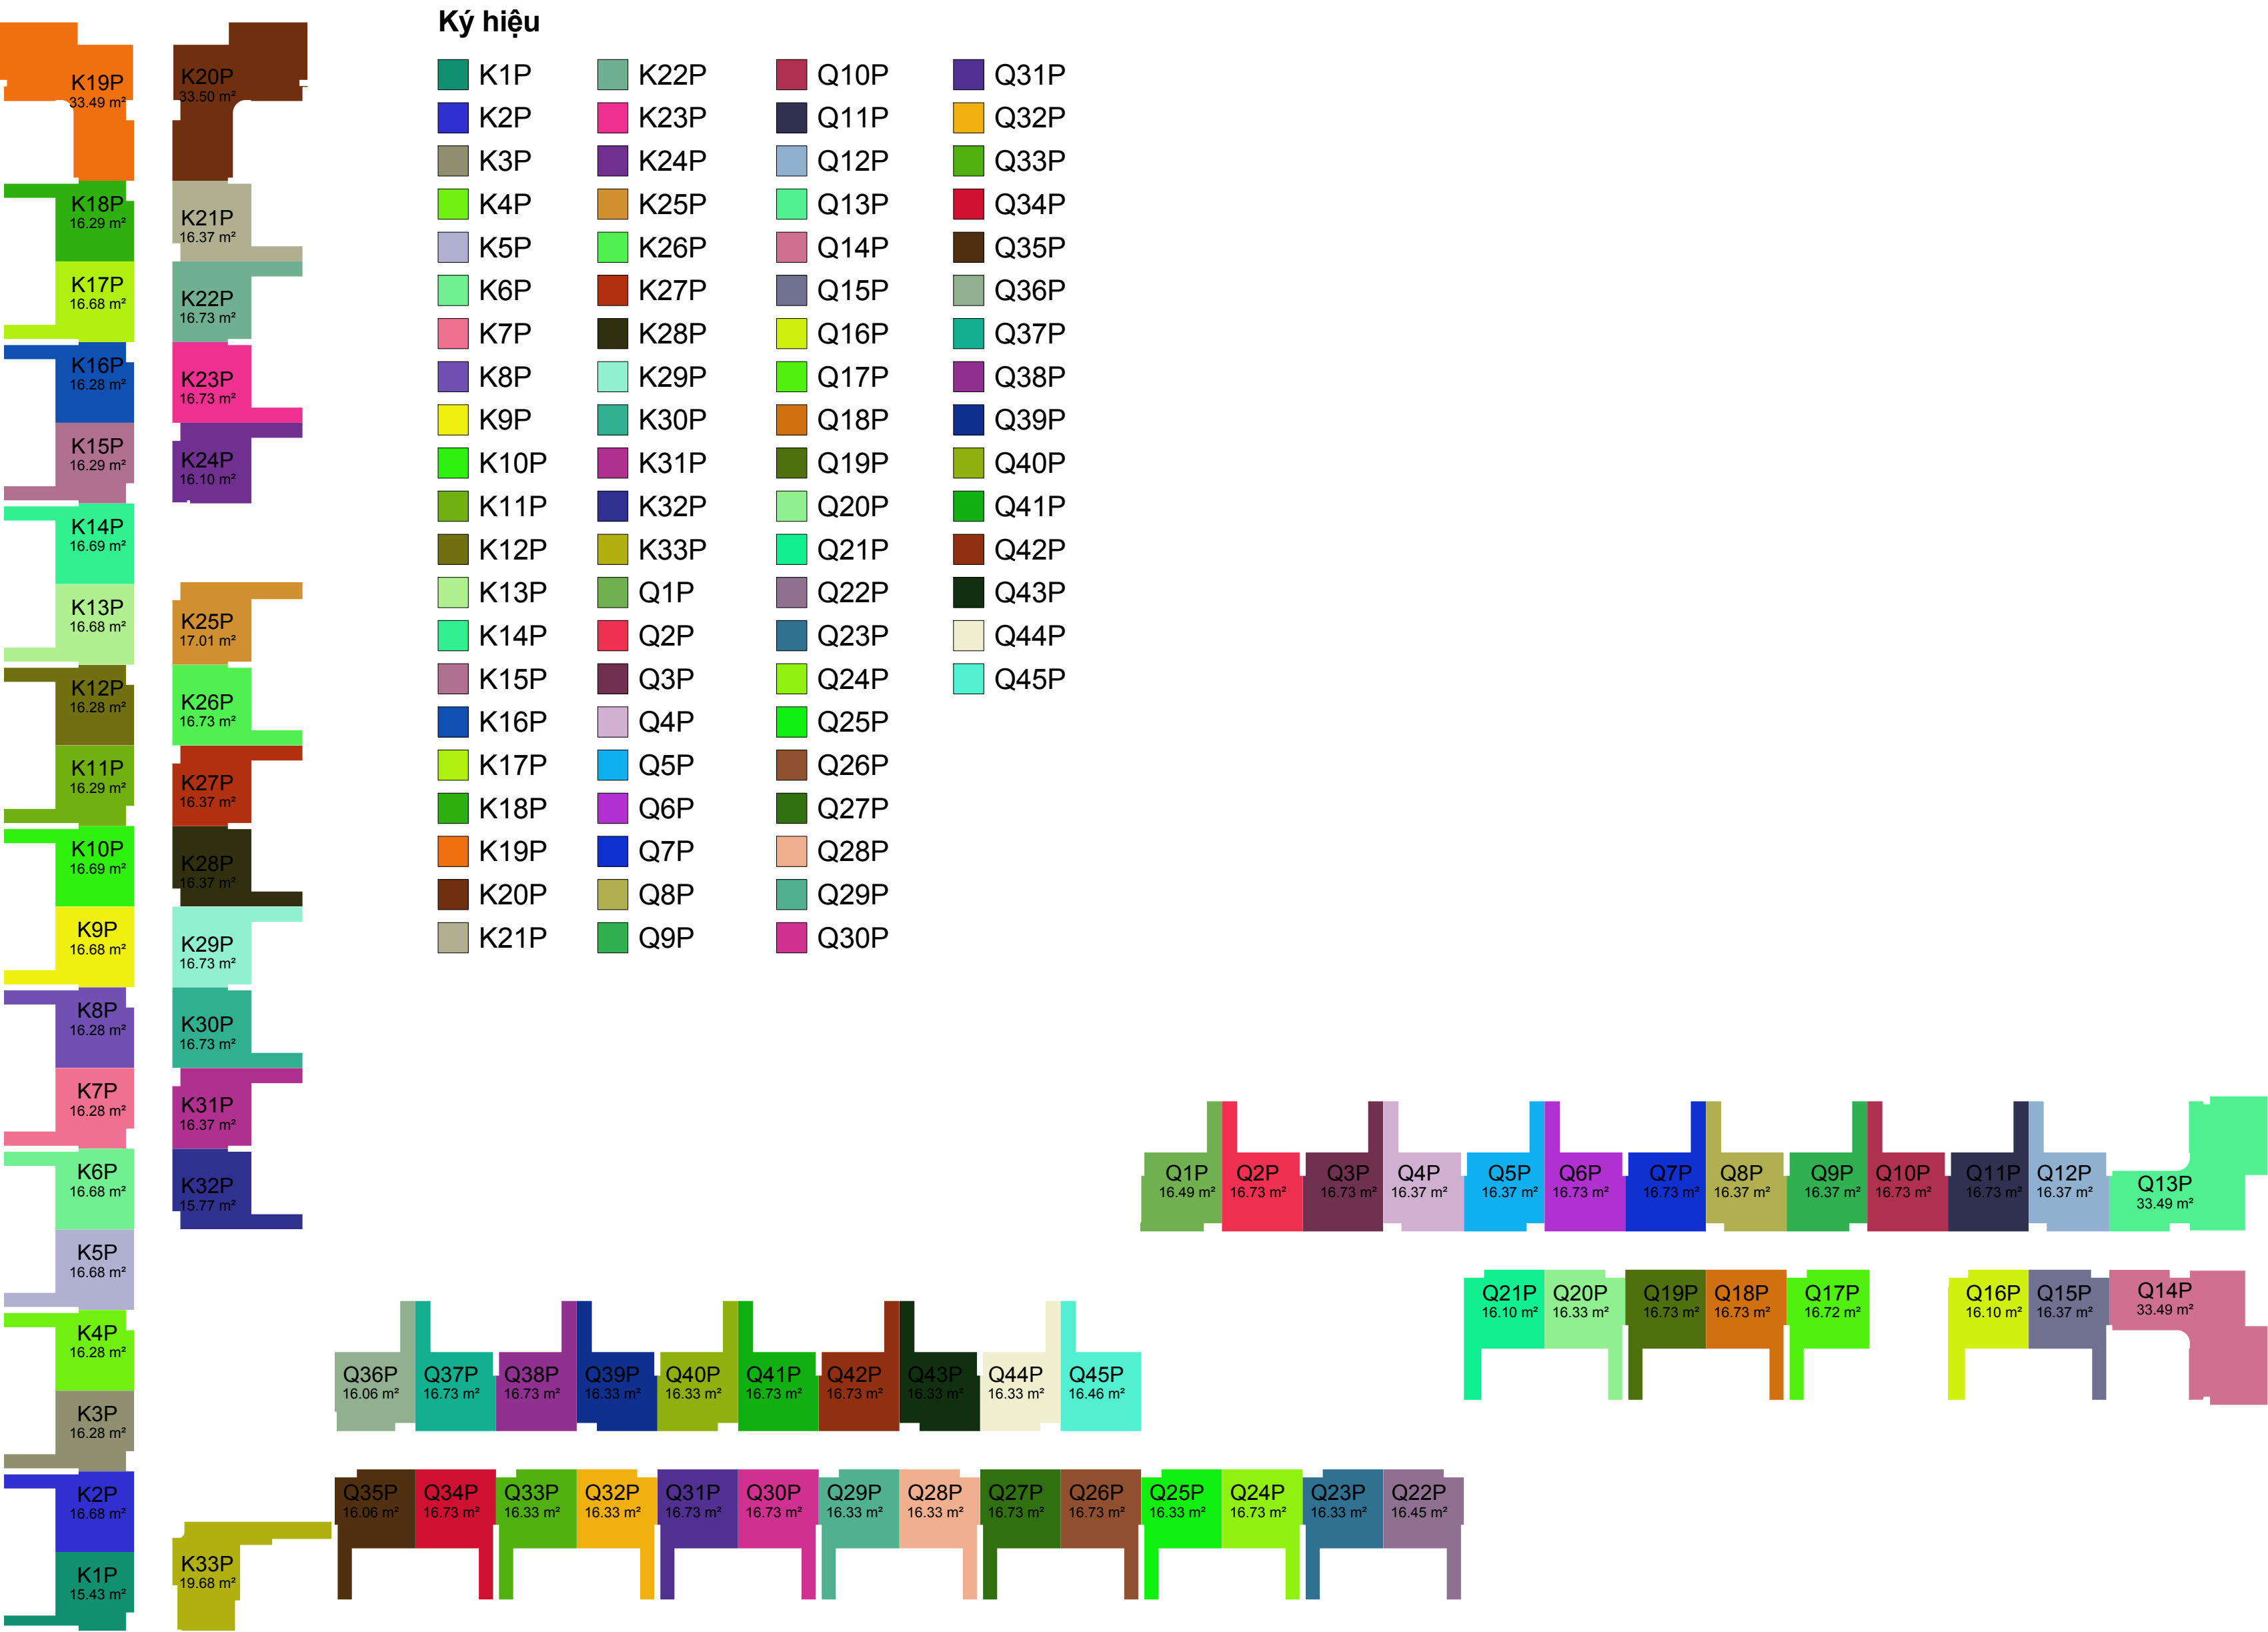 Ký hiệu
K1P
K2P
K3P
K4P
K5P
K6P
K7P
K8P
K9P
K10P
K11P
K12P
K13P
K14P
K15P
K16P
K17P
K18P
K19P
K20P
K21P
K22P
K23P
K24P
K25P
K26P
K27P
K28P
K29P
K30P
K31P
K32P
K33P
Q1P
Q2P
Q3P
Q4P
Q5P
Q6P
Q7P
Q8P
Q9P
Q10P
Q11P
Q12P
Q13P
Q14P
Q15P
Q16P
Q17P
Q18P
Q19P
Q20P
Q21P
Q22P
Q23P
Q24P
Q25P
Q26P
Q27P
Q28P
Q29P
Q30P
Q31P
Q32P
Q33P
Q34P
Q35P
Q36P
Q37P
Q38P
Q39P
Q40P
Q41P
Q42P
Q43P
Q44P
Q45P
K19P
33.49 m²
K18P
16.29 m²
K17P
16.68 m²
K16P
16.28 m²
K15P
16.29 m²
K14P
16.69 m²
K13P
16.68 m²
K12P
16.28 m²
K11P
16.29 m²
K10P
16.69 m²
K9P
16.68 m²
K8P
16.28 m²
K7P
16.28 m²
K6P
16.68 m²
K5P
16.68 m²
K4P
16.28 m²
K3P
16.28 m²
K2P
16.68 m²
K1P
15.43 m²
K20P
33.50 m²
K21P
16.37 m²
K22P
16.73 m²
K23P
16.73 m²
K24P
16.10 m²
K25P
17.01 m²
K26P
16.73 m²
K27P
16.37 m²
K28P
16.37 m²
K29P
16.73 m²
K30P
16.73 m²
K31P
16.37 m²
K32P
15.77 m²
K33P
19.68 m²
Q1P
16.49 m²
Q2P
16.73 m²
Q3P
16.73 m²
Q4P
16.37 m²
Q5P
16.37 m²
Q6P
16.73 m²
Q7P
16.73 m²
Q8P
16.37 m²
Q9P
16.37 m²
Q10P
16.73 m²
Q11P
16.73 m²
Q12P
16.37 m²
Q13P
33.49 m²
Q21P
16.10 m²
Q20P
16.33 m²
Q19P
16.73 m²
Q18P
16.73 m²
Q17P
16.72 m²
Q16P
16.10 m²
Q15P
16.37 m²
Q14P
33.49 m²
Q36P
16.06 m²
Q37P
16.73 m²
Q38P
16.73 m²
Q39P
16.33 m²
Q40P
16.33 m²
Q41P
16.73 m²
Q42P
16.73 m²
Q43P
16.33 m²
Q44P
16.33 m²
Q45P
16.46 m²
Q35P
16.06 m²
Q34P
16.73 m²
Q33P
16.33 m²
Q32P
16.33 m²
Q31P
16.73 m²
Q30P
16.73 m²
Q29P
16.33 m²
Q28P
16.33 m²
Q27P
16.73 m²
Q26P
16.73 m²
Q25P
16.33 m²
Q24P
16.73 m²
Q23P
16.33 m²
Q22P
16.45 m²